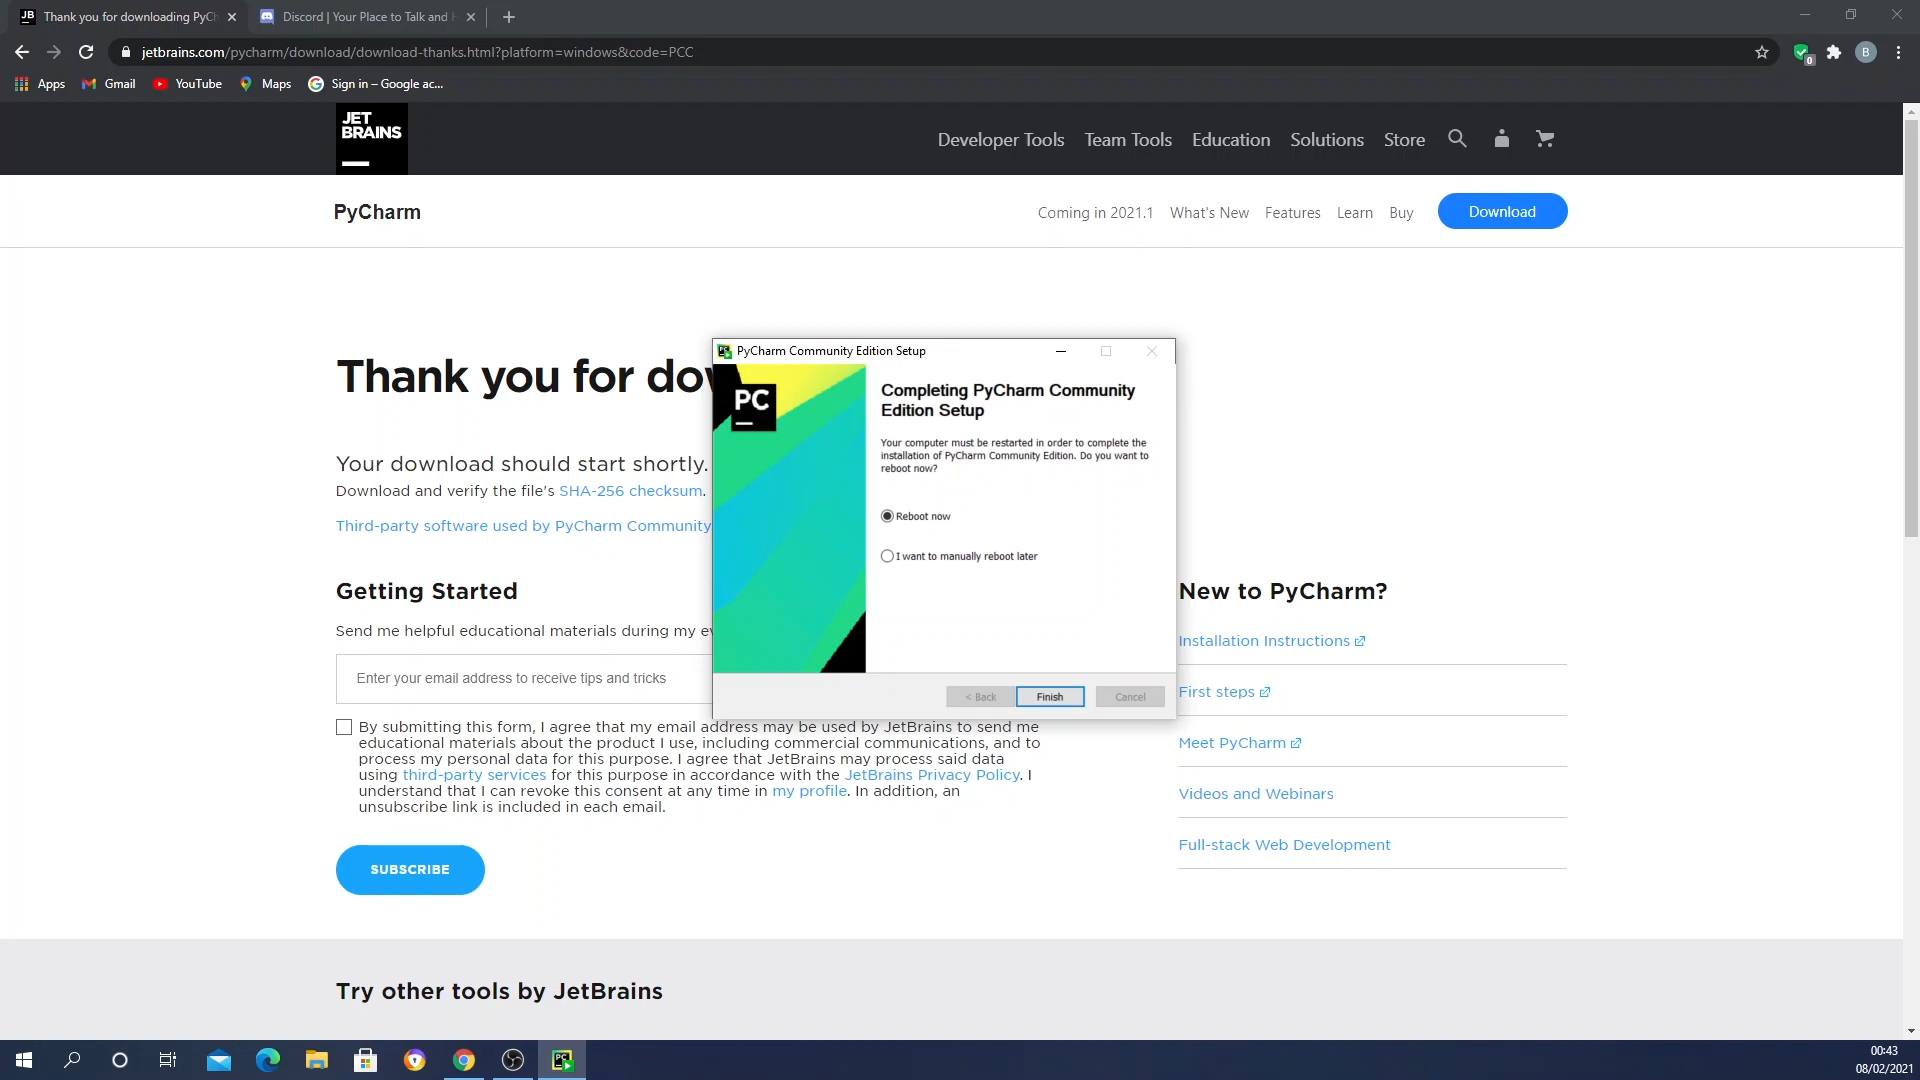 JB Thank you for downloading PyCh
Discord | Your Place to Talk and H
jetbrains.com/pycharm/download/download-thanks.html?platform=windows&code=PCC
0
B
Apps
Gmail
YouTube
Maps
Sign in – Google ac...
JET
BRAINS
Developer Tools
Team Tools
Education
Solutions
Store
PyCharm
Coming in 2021.1
What's New
Features
Learn
Buy
Download
Thank you for dov
Your download should start shortly.
Download and verify the file's SHA-256 checksum.
Third-party software used by PyCharm Community
PC PyCharm Community Edition Setup
PC
Completing PyCharm Community
Edition Setup
Your computer must be restarted in order to complete the
installation of PyCharm Community Edition. Do you want to
reboot now?
Reboot now
I want to manually reboot later
< Back
Finish
Cancel
Getting Started
Send me helpful educational materials during my ev
Enter your email address to receive tips and tricks
By submitting this form, I agree that my email address may be used by JetBrains to send me
educational materials about the product I use, including commercial communications, and to
process my personal data for this purpose. I agree that JetBrains may process said data
using third-party services for this purpose in accordance with the JetBrains Privacy Policy. I
understand that I can revoke this consent at any time in my profile. In addition, an
unsubscribe link is included in each email.
SUBSCRIBE
New to PyCharm?
Installation Instructions
First steps
Meet PyCharm
Videos and Webinars
Full-stack Web Development
Try other tools by JetBrains
PC
00:43
08/02/2021